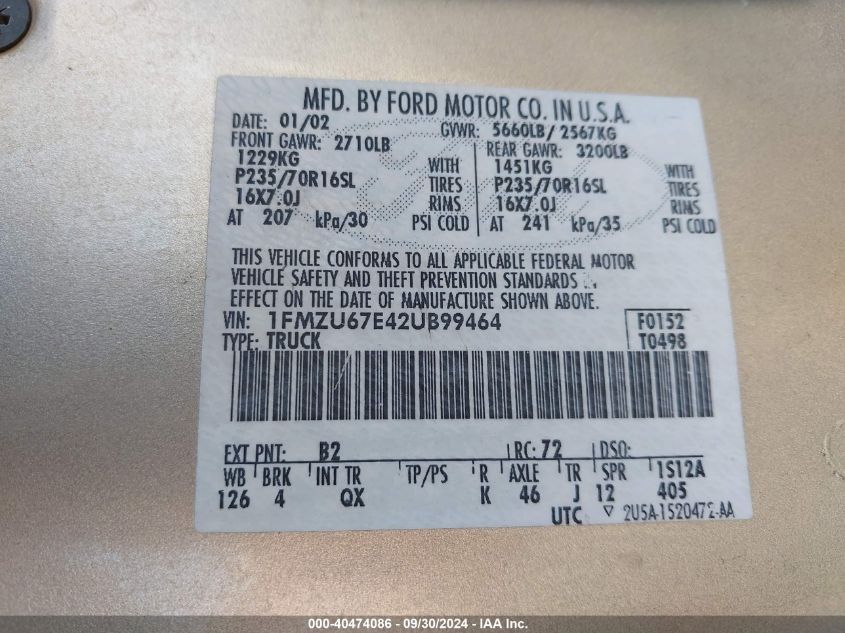 MFD. BY FORD MOTOR CO. IN U.S.A.
DATE: 01/02 GVWR: 5660LB/ 2567KG
FRONT GAWR: 2710LB REAR GAWR: 3200LB
1229KG WITH 1451KG WITH
P235/70R16SL TIRES P235/70R16SL TIRES
16X7.0J RIMS 16X7.0J RIMS
AT 207 kPa/30 PSI COLD AT 241 kPa/35 PSI COLD
THIS VEHICLE CONFORMS TO ALL APPLICABLE FEDERAL MOTOR
VEHICLE SAFETY AND THEFT PREVENTION STANDARDS
EFFECT ON THE DATE OF MANUFACTURE SHOWN ABOVE.
VIN: 1FMZU67E42UB99464 F0152
TYPE: TRUCK T0498
EXT PNT: B2 RC: 72 DSO:
WB BRK INT TR TP/PS R AXLE TR SPR 1S12A
126 4 QX K 46 J 12 405
UTC ▽ 2U5A-1520472-AA
000-40474086 - 09/30/2024 - IAA Inc.